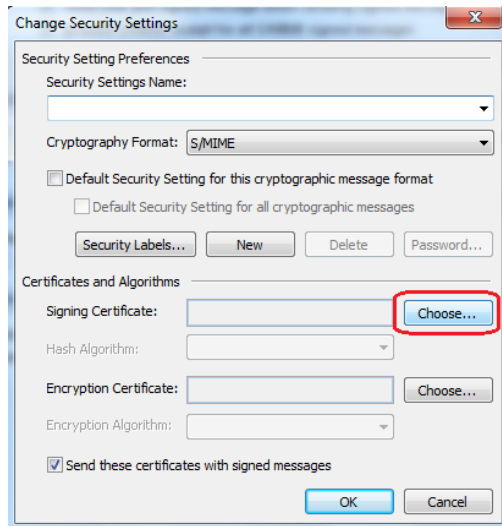 Change Security Settings
Security Setting Preferences
Security Settings Name:
Cryptography Format: S/MIME
Default Security Setting for this cryptographic message format
Default Security Setting for all cryptographic messages
Security Labels... New Delete Password...
Certificates and Algorithms
Signing Certificate: Choose...
Hash Algorithm:
Encryption Certificate: Choose...
Encryption Algorithm:
Send these certificates with signed messages
OK Cancel